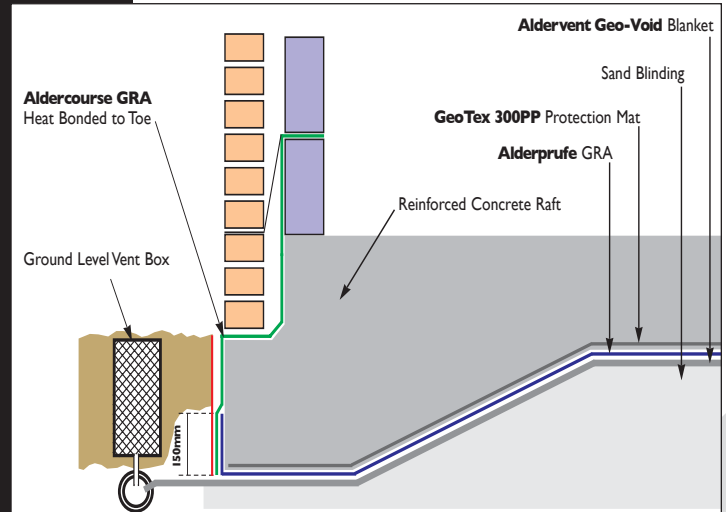 Aldervent Geo-Void Blanket
Sand Blinding
Aldercourse GRA
Heat Bonded to Toe
GeoTex 300PP Protection Mat
Alderprufe GRA
Reinforced Concrete Raft
Ground Level Vent Box
150mm